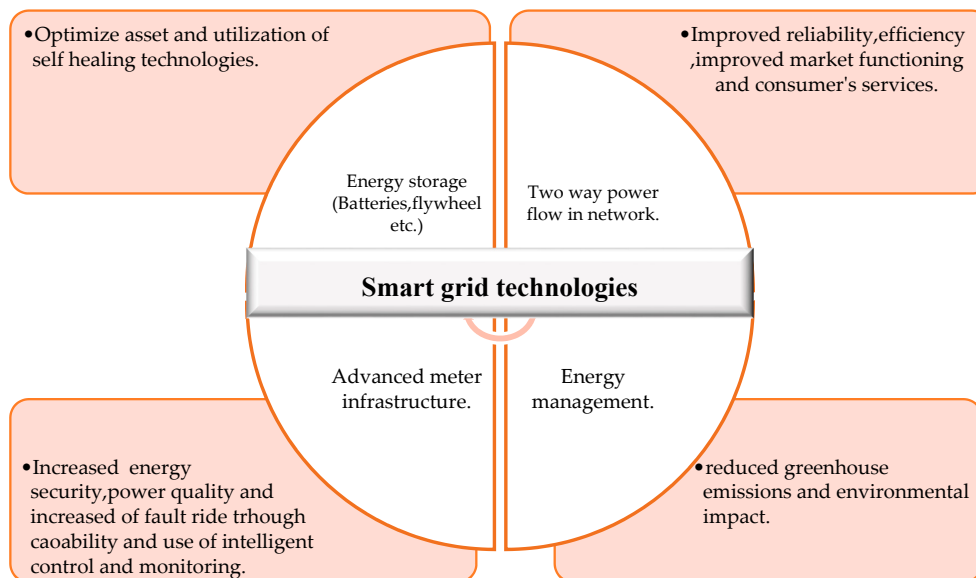 •Optimize asset and utilization of
self healing technologies.
•Improved reliability,efficiency
,improved market functioning
and consumer's services.
Energy storage
(Batteries,flywheel
etc.)
Two way power
flow in network.
Smart grid technologies
Advanced meter
infrastructure.
Energy
management.
•Increased energy
security,power quality and
increased of fault ride trhough
caoability and use of intelligent
control and monitoring.
•reduced greenhouse
emissions and environmental
impact.